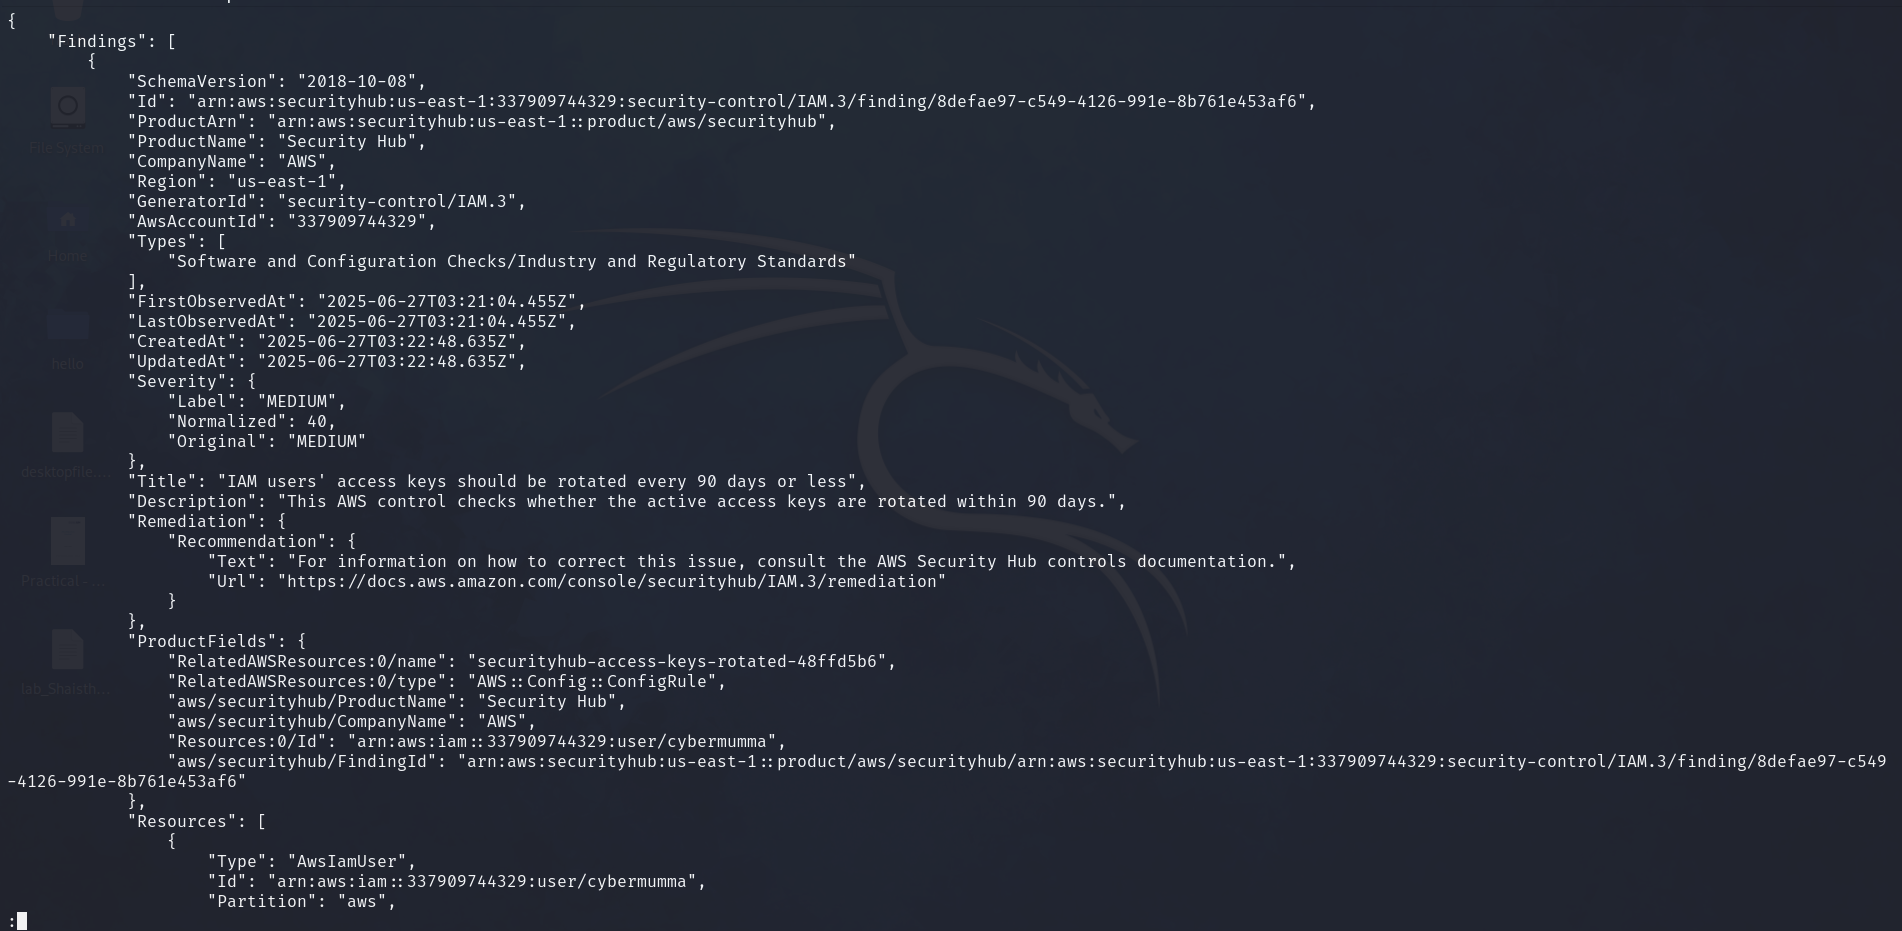 {
    "Findings": [
        {
            "SchemaVersion": "2018-10-08",
            "Id": "arn:aws:securityhub:us-east-1:337909744329:security-control/IAM.3/finding/8defae97-c549-4126-991e-8b761e453af6",
            "ProductArn": "arn:aws:securityhub:us-east-1::product/aws/securityhub",
            "ProductName": "Security Hub",
            "CompanyName": "AWS",
            "Region": "us-east-1",
            "GeneratorId": "security-control/IAM.3",
            "AwsAccountId": "337909744329",
            "Types": [
                "Software and Configuration Checks/Industry and Regulatory Standards"
            ],
            "FirstObservedAt": "2025-06-27T03:21:04.455Z",
            "LastObservedAt": "2025-06-27T03:21:04.455Z",
            "CreatedAt": "2025-06-27T03:22:48.635Z",
            "UpdatedAt": "2025-06-27T03:22:48.635Z",
            "Severity": {
                "Label": "MEDIUM",
                "Normalized": 40,
                "Original": "MEDIUM"
            },
            "Title": "IAM users' access keys should be rotated every 90 days or less",
            "Description": "This AWS control checks whether the active access keys are rotated within 90 days.",
            "Remediation": {
                "Recommendation": {
                    "Text": "For information on how to correct this issue, consult the AWS Security Hub controls documentation.",
                    "Url": "https://docs.aws.amazon.com/console/securityhub/IAM.3/remediation"
                }
            },
            "ProductFields": {
                "RelatedAWSResources:0/name": "securityhub-access-keys-rotated-48ffd5b6",
                "RelatedAWSResources:0/type": "AWS::Config::ConfigRule",
                "aws/securityhub/ProductName": "Security Hub",
                "aws/securityhub/CompanyName": "AWS",
                "Resources:0/Id": "arn:aws:iam::337909744329:user/cybermumma",
                "aws/securityhub/FindingId": "arn:aws:securityhub:us-east-1::product/aws/securityhub/arn:aws:securityhub:us-east-1:337909744329:security-control/IAM.3/finding/8defae97-c549
-4126-991e-8b761e453af6"
            },
            "Resources": [
                {
                    "Type": "AwsIamUser",
                    "Id": "arn:aws:iam::337909744329:user/cybermumma",
                    "Partition": "aws",
:
File System
Home
hello
desktopfile....
Practical - ...
lab_Shaisth...